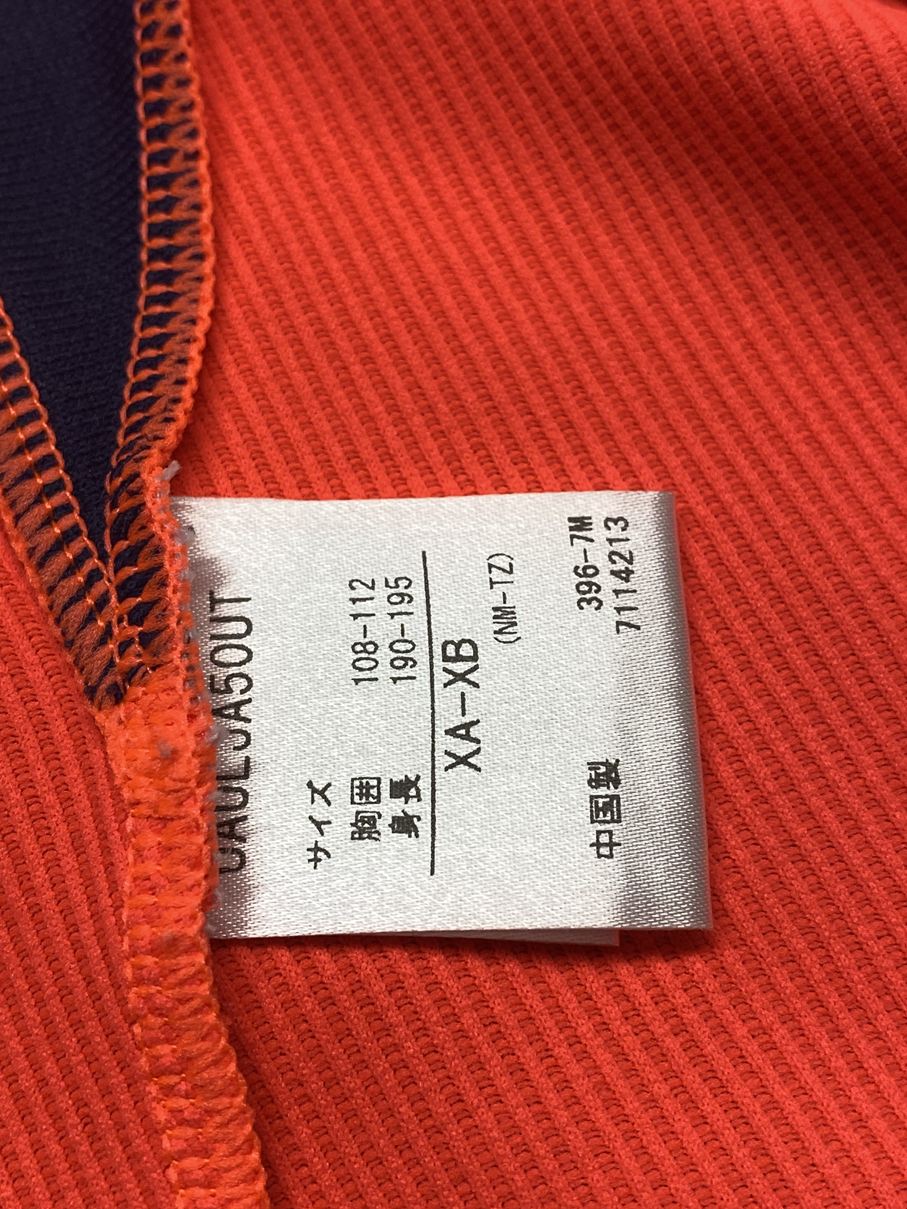 サイズ
胸囲 108-112
身長 190-195
XA-XB
(NM-TZ)
396-7M
中国製 7114213